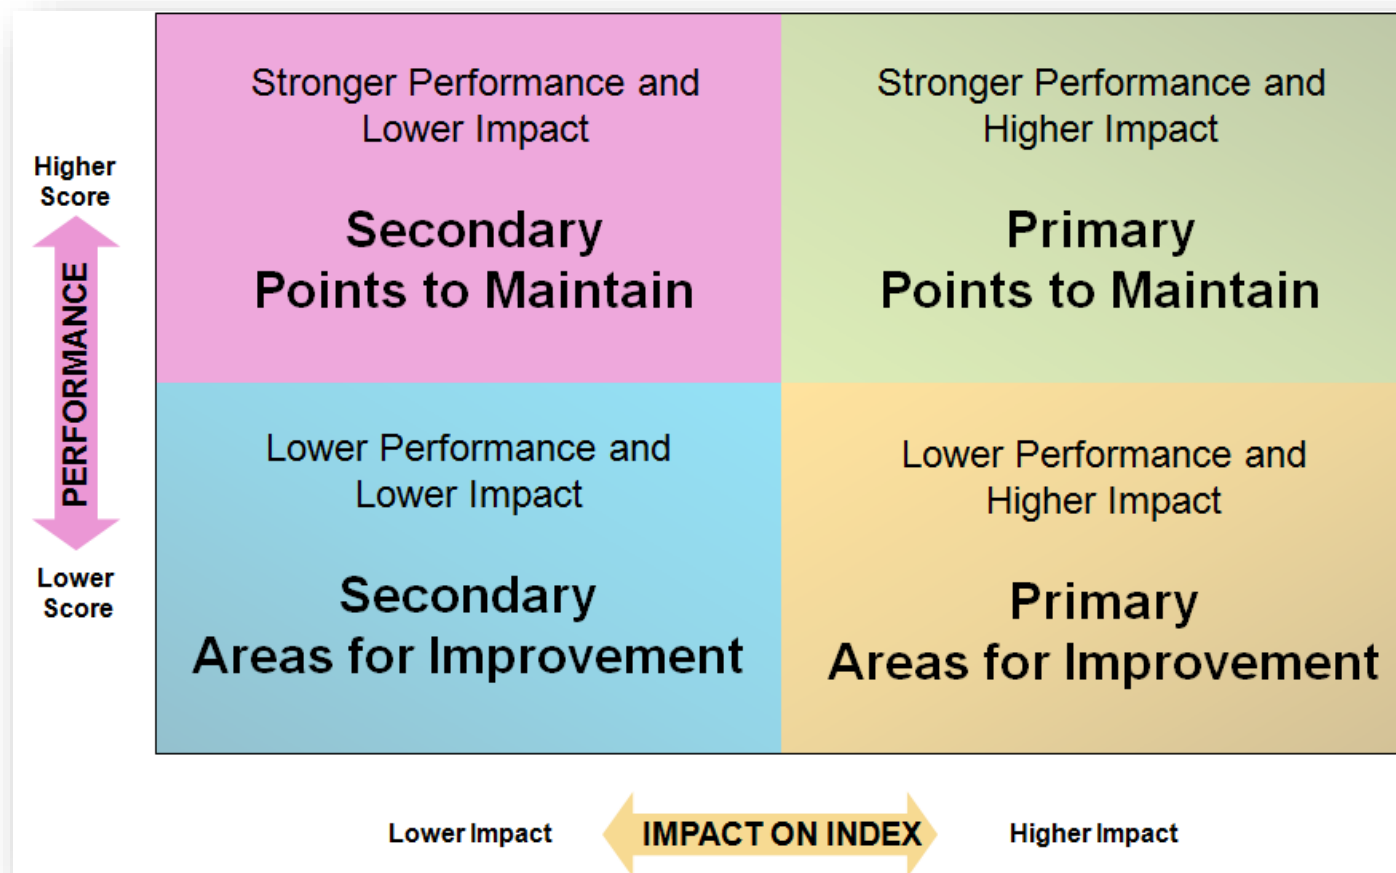 Stronger Performance and
Lower Impact
Secondary
Points to Maintain
Stronger Performance and
Higher Impact
Primary
Points to Maintain
Higher
Score
PERFORMANCE
Lower
Score
Lower Performance and
Lower Impact
Secondary
Areas for Improvement
Lower Performance and
Higher Impact
Primary
Areas for Improvement
Lower Impact
IMPACT ON INDEX
Higher Impact